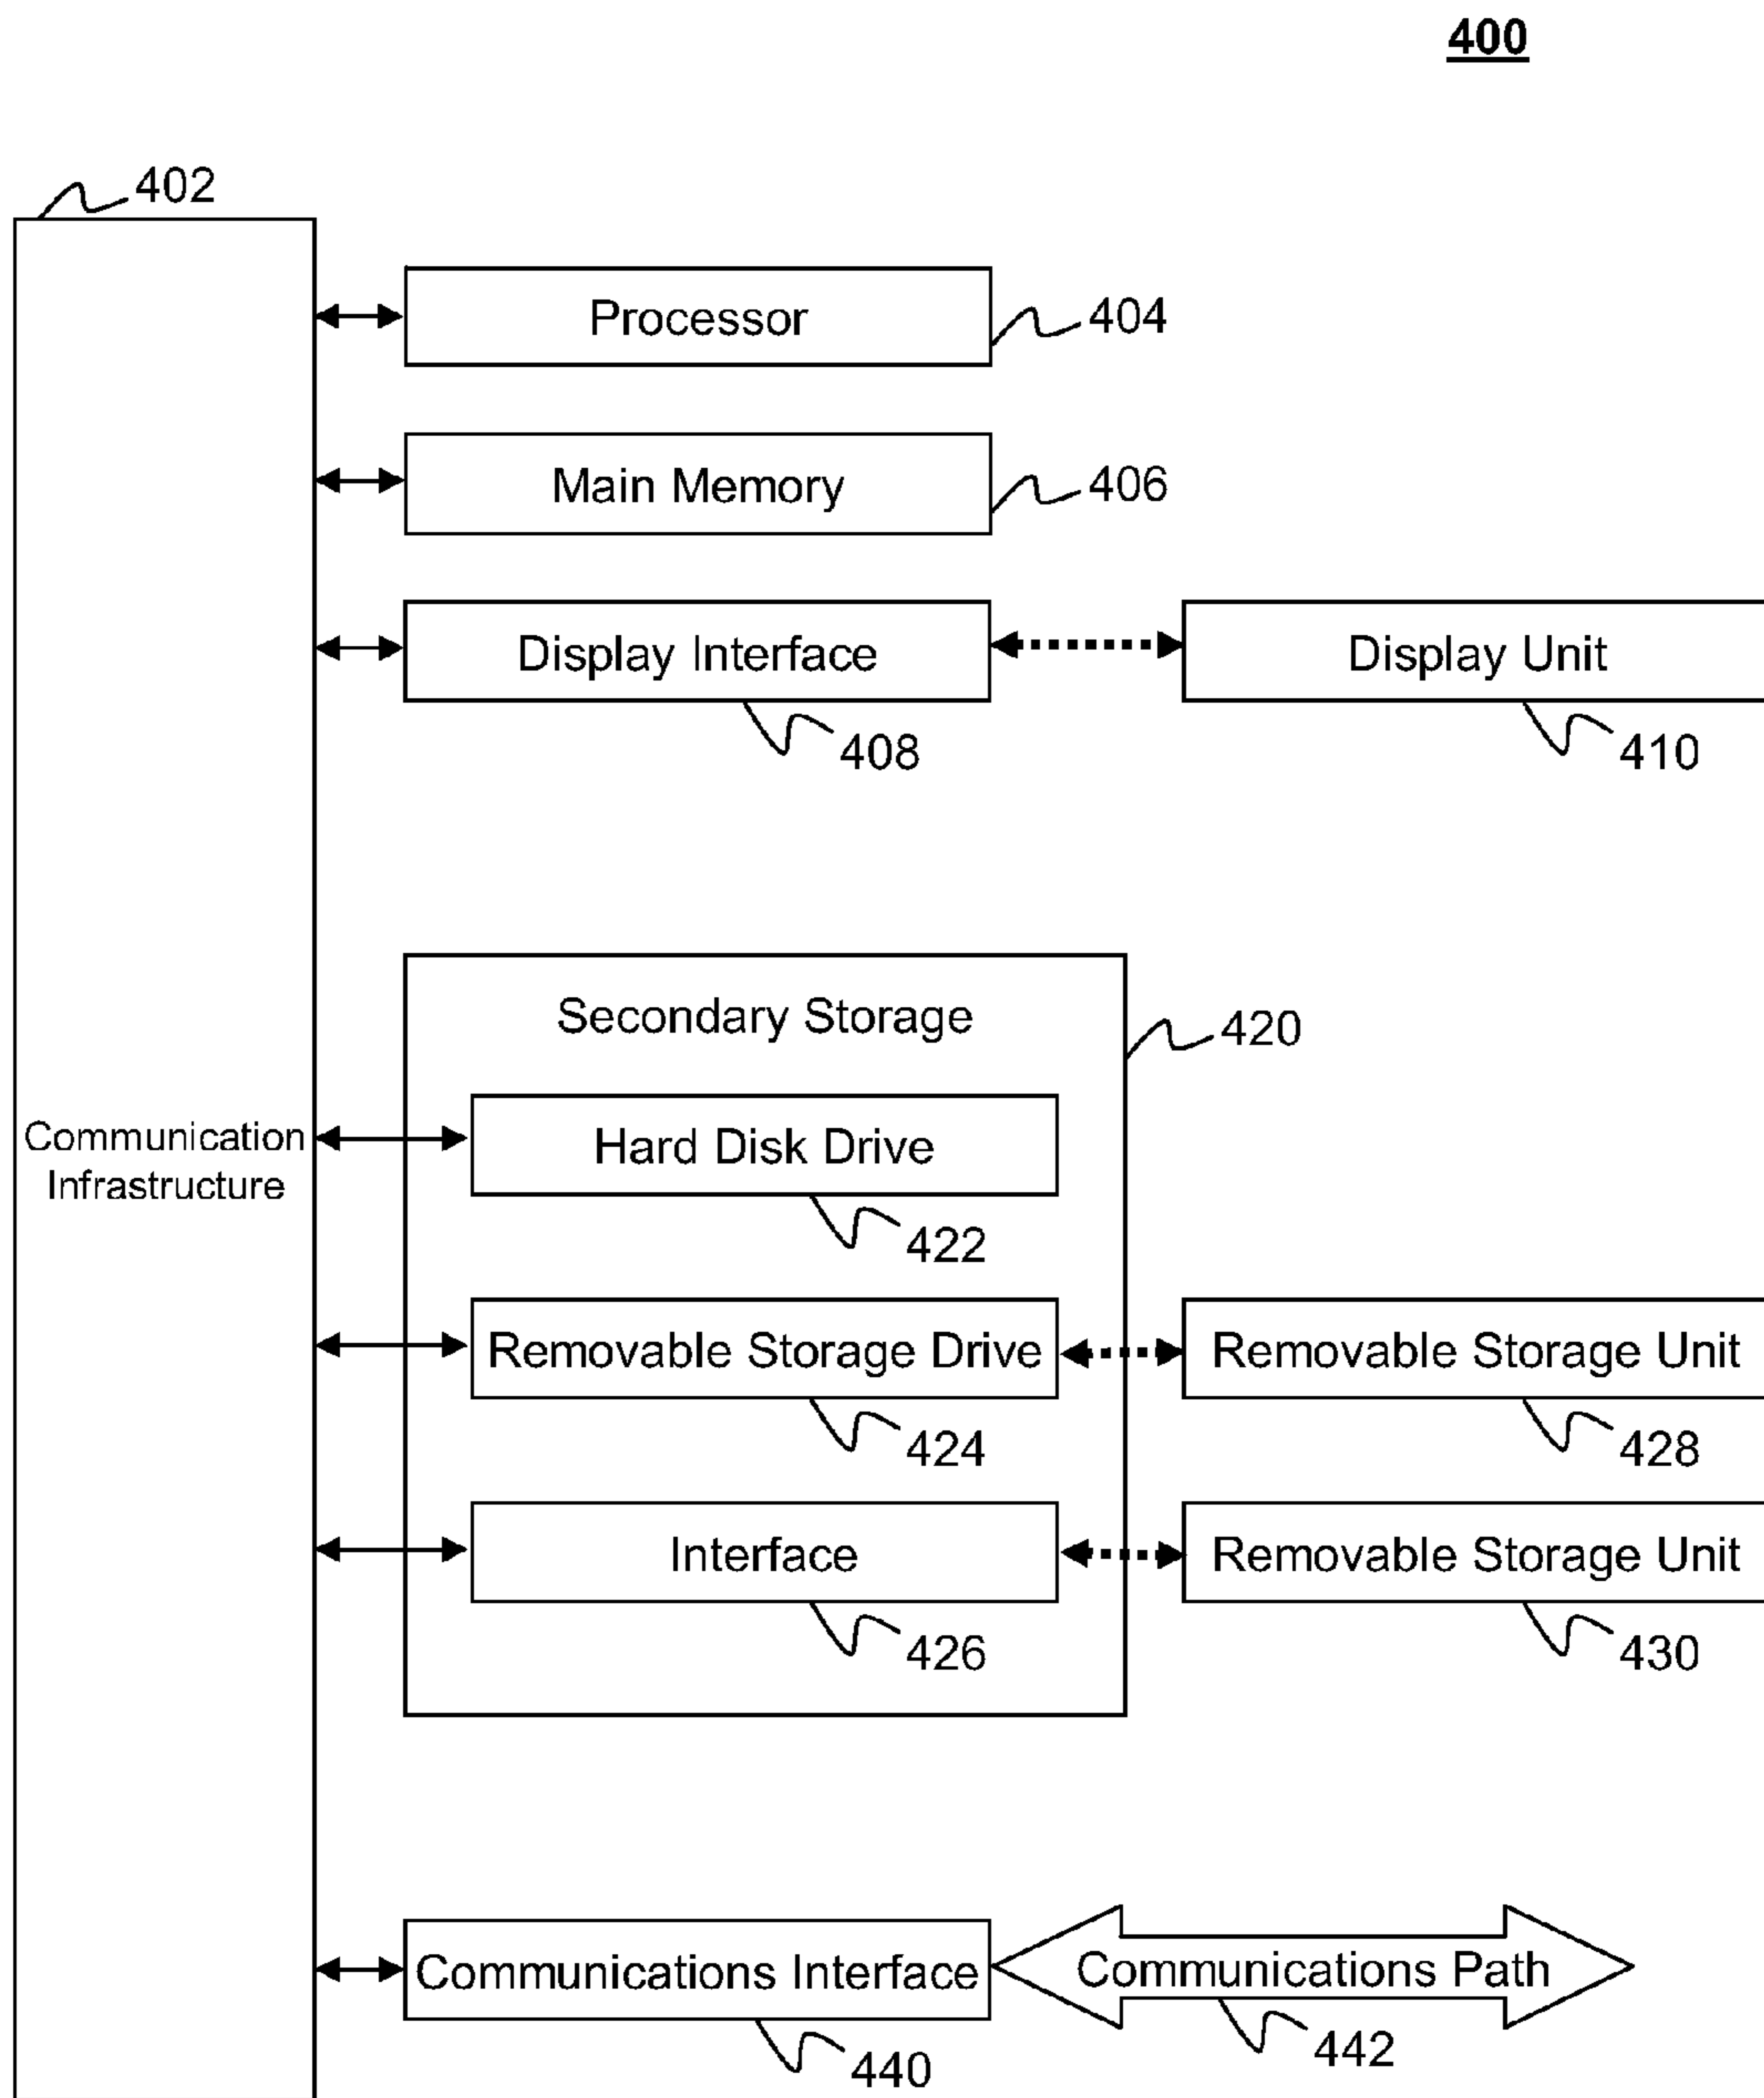 400
402
Processor
404
Main Memory
406
Display Interface
Display Unit
408
410
Secondary Storage
420
Communication
Infrastructure
Hard Disk Drive
422
Removable Storage Drive
Removable Storage Unit
424
428
Interface
Removable Storage Unit
426
430
Communications Interface
Communications Path
440
442